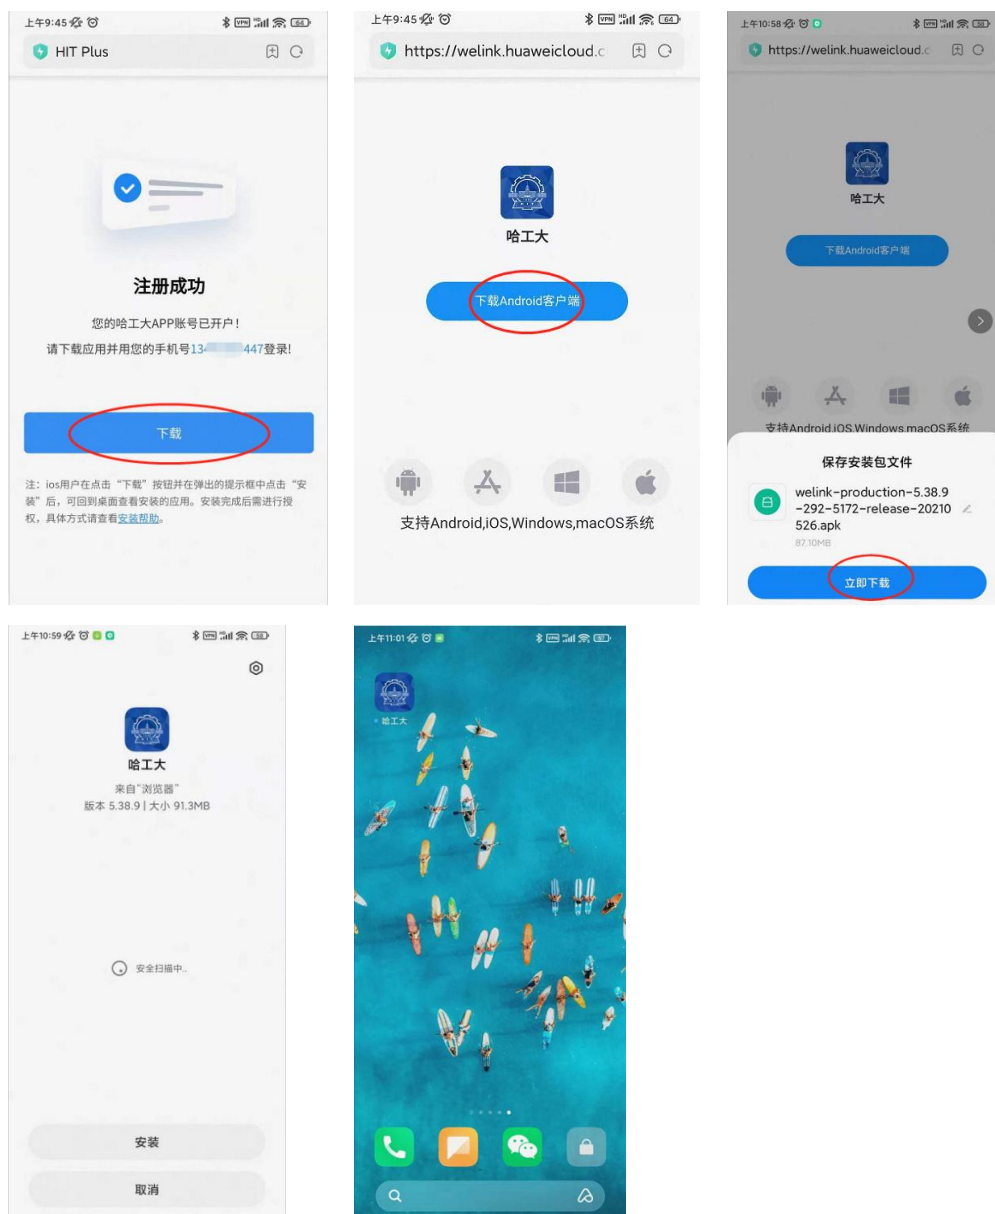 上午9:45
VPN
HD
64
HIT Plus
注册成功
您的哈工大APP账号已开户！
请下载应用并用您的手机号13 447登录!
下载
注：ios用户在点击“下载”按钮并在弹出的提示框中点击“安
装”后，可回到桌面查看安装的应用。安装完成后需进行授
权，具体方式请查看安装帮助。
上午9:45
VPN
HD
64
https://welink.huaweicloud.c
哈工大
下载Android客户端
支持Android,iOS,Windows,macOS系统
上午10:58
VPN
https://welink.huaweicloud.c
哈工大
下载Android客户端
支持Android,iOS,Windows,macOS系统
保存安装包文件
welink-production-5.38.9
-292-5172-release-20210
526.apk
87.10MB
立即下载
上午10:59
VPN
哈工大
来自“浏览器”
版本 5.38.9 | 大小 91.3MB
安全扫描中..
安装
取消
上午11:01
VPN
哈工大